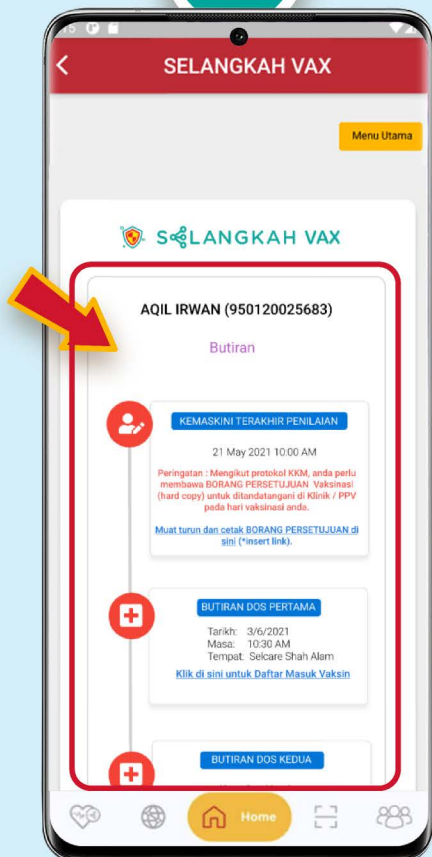 SELANGKAH VAX
Menu Utama
SELANGKAH VAX
AQIL IRWAN (950120025683)
Butiran
KEMASKINI TERAKHIR PENILAIAN
21 May 2021 10:00 AM
Peringatan : Mengikut protokol KKM, anda perlu
membawa BORANG PERSETUJUAN Vaksinasi
(hard copy) untuk ditandatangani di Klinik / PPV
pada hari vaksinasi anda.
Muat turun dan cetak BORANG PERSETUJUAN di
sini (*insert link).
BUTIRAN DOS PERTAMA
Tarikh: 3/6/2021
Masa: 10:30 AM
Tempat: Selcare Shah Alam
Klik di sini untuk Daftar Masuk Vaksin
BUTIRAN DOS KEDUA
Home